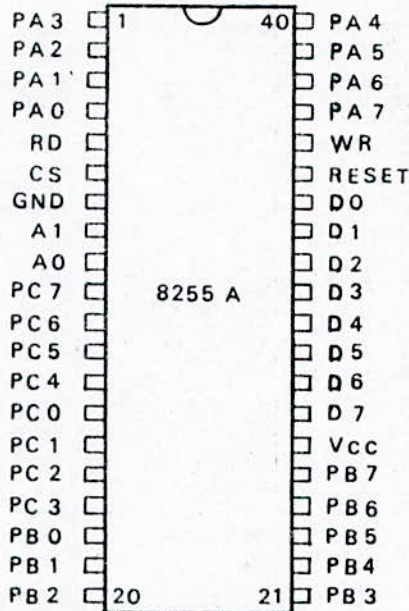 PA3 1 40 PA4
PA2 PA5
PA1 PA6
PA0 PA7
RD WR
CS RESET
GND D0
A1 D1
A0 D2
PC7 8255 A D3
PC6 D4
PC5 D5
PC4 D6
PC0 D7
PC1 Vcc
PC2 PB7
PC3 PB6
PB0 PB5
PB1 PB4
PB2 20 21 PB3